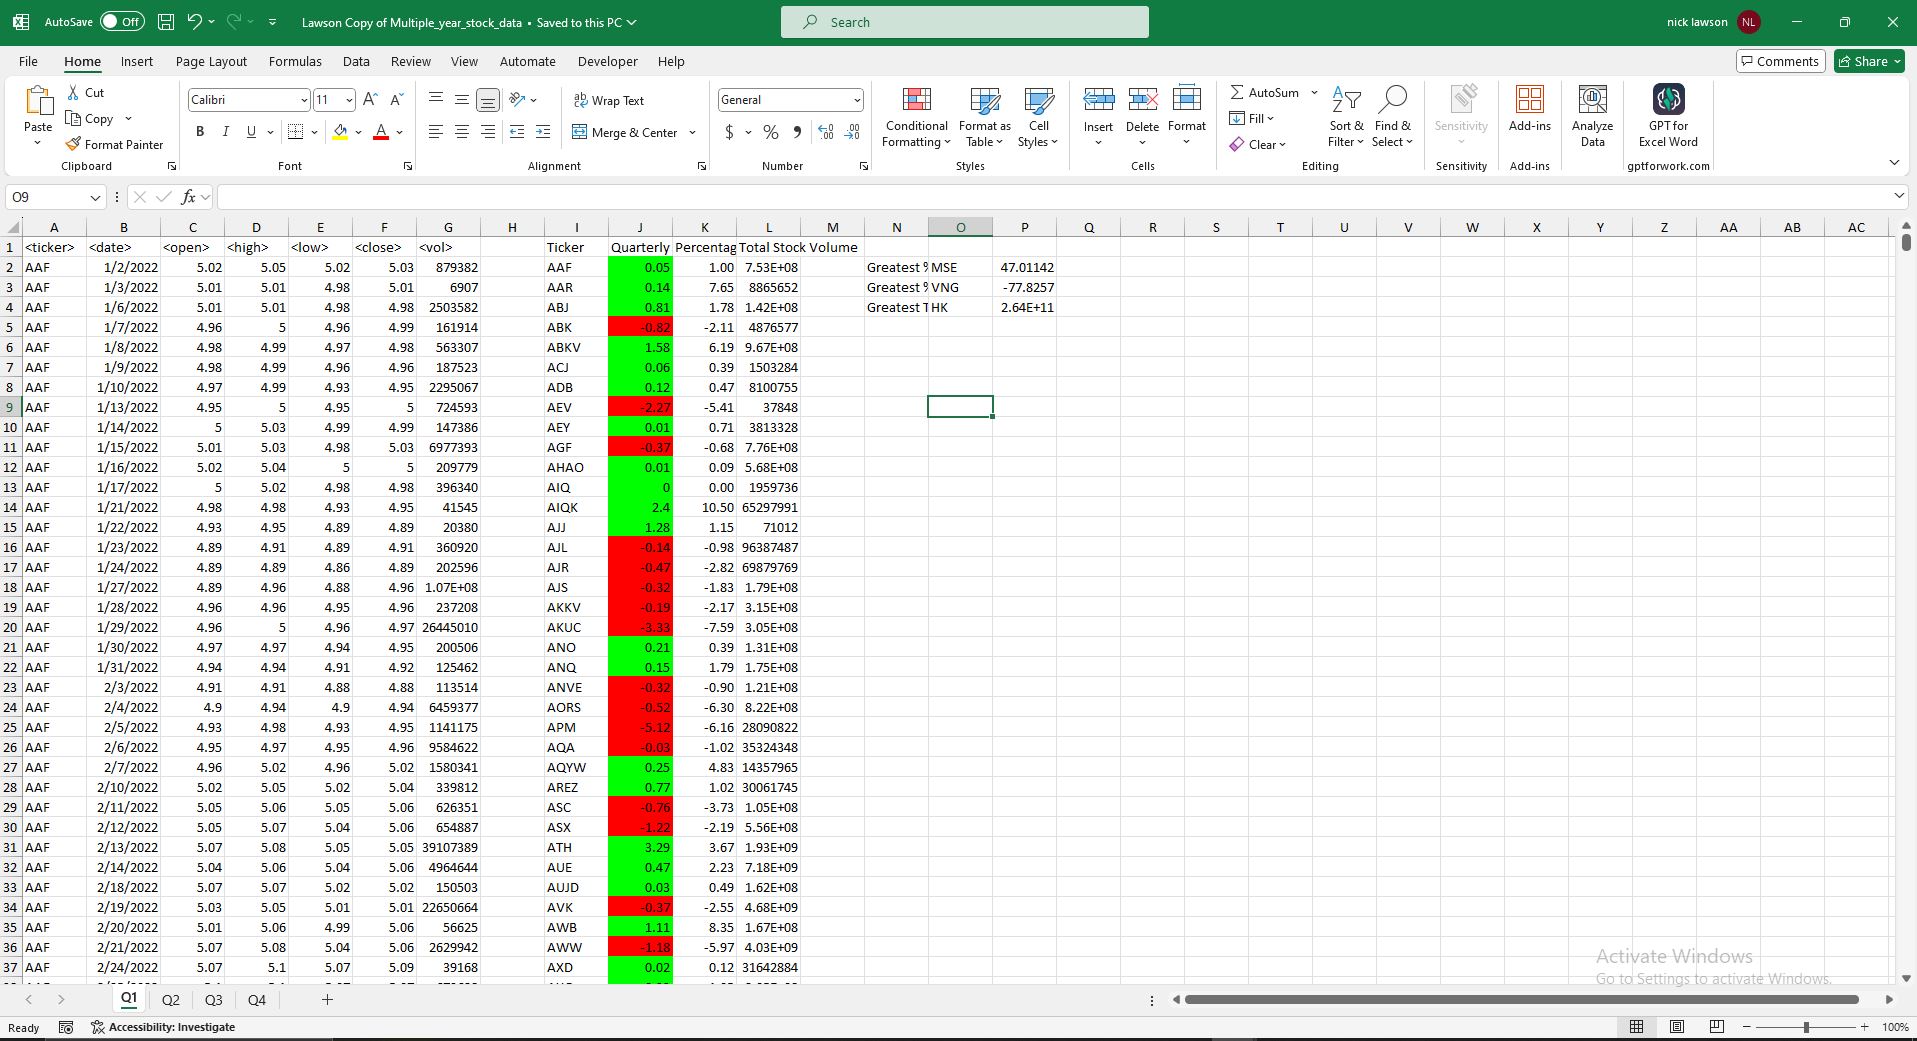 AutoSave Off Lawson Copy of Multiple_year_stock_data • Saved to this PC Search nick lawson NL
File Home Insert Page Layout Formulas Data Review View Automate Developer Help Comments Share
Paste Cut Copy Format Painter Clipboard
Calibri 11 B I U Font
Wrap Text Merge & Center Alignment
General $ % Number
Conditional Formatting Format as Table Cell Styles Styles
Insert Delete Format Cells
AutoSum Fill Clear Sort & Filter Find & Select Editing
Sensitivity Sensitivity
Add-ins Add-ins
Analyze Data
GPT for Excel Word gptforwork.com
O9 fx
A B C D E F G H I J K L M N O P Q R S T U V W X Y Z AA AB AC
1 <ticker> <date> <open> <high> <low> <close> <vol> Ticker Quarterly Percentag Total Stock Volume
2 AAF 1/2/2022 5.02 5.05 5.02 5.03 879382 AAF 0.05 1.00 7.53E+08 Greatest % MSE 47.01142
3 AAF 1/3/2022 5.01 5.01 4.98 5.01 6907 AAR 0.14 7.65 8865652 Greatest % VNG -77.8257
4 AAF 1/6/2022 5.01 5.01 4.98 4.98 2503582 ABJ 0.81 1.78 1.42E+08 Greatest T HK 2.64E+11
5 AAF 1/7/2022 4.96 5 4.96 4.99 161914 ABK -0.82 -2.11 4876577
6 AAF 1/8/2022 4.98 4.99 4.97 4.98 563307 ABKV 1.58 6.19 9.67E+08
7 AAF 1/9/2022 4.98 4.99 4.96 4.96 187523 ACJ 0.06 0.39 1503284
8 AAF 1/10/2022 4.97 4.99 4.93 4.95 2295067 ADB 0.12 0.47 8100755
9 AAF 1/13/2022 4.95 5 4.95 5 724593 AEV -2.27 -5.41 37848
10 AAF 1/14/2022 5 5.03 4.99 4.99 147386 AEY 0.01 0.71 3813328
11 AAF 1/15/2022 5.01 5.03 4.98 5.03 6977393 AGF -0.37 -0.68 7.76E+08
12 AAF 1/16/2022 5.02 5.04 5 5 209779 AHAO 0.01 0.09 5.68E+08
13 AAF 1/17/2022 5 5.02 4.98 4.98 396340 AIQ 0 0.00 1959736
14 AAF 1/21/2022 4.98 4.98 4.93 4.95 41545 AIQK 2.4 10.50 65297991
15 AAF 1/22/2022 4.93 4.95 4.89 4.89 20380 AJJ 1.28 1.15 71012
16 AAF 1/23/2022 4.89 4.91 4.89 4.91 360920 AJL -0.14 -0.98 96387487
17 AAF 1/24/2022 4.89 4.89 4.86 4.89 202596 AJR -0.47 -2.82 69879769
18 AAF 1/27/2022 4.89 4.96 4.88 4.96 1.07E+08 AJS -0.32 -1.83 1.79E+08
19 AAF 1/28/2022 4.96 4.96 4.95 4.96 237208 AKKV -0.19 -2.17 3.15E+08
20 AAF 1/29/2022 4.96 5 4.96 4.97 26445010 AKUC -3.33 -7.59 3.05E+08
21 AAF 1/30/2022 4.97 4.97 4.94 4.95 200506 ANO 0.21 0.39 1.31E+08
22 AAF 1/31/2022 4.94 4.94 4.91 4.92 125462 ANQ 0.15 1.79 1.75E+08
23 AAF 2/3/2022 4.91 4.91 4.88 4.88 113514 ANVE -0.32 -0.90 1.21E+08
24 AAF 2/4/2022 4.9 4.94 4.9 4.94 6459377 AORS -0.52 -6.30 8.22E+08
25 AAF 2/5/2022 4.93 4.98 4.93 4.95 1141175 APM -5.12 -6.16 28090822
26 AAF 2/6/2022 4.95 4.97 4.95 4.96 9584622 AQA -0.03 -1.02 35324348
27 AAF 2/7/2022 4.96 5.02 4.96 5.02 1580341 AQYW 0.25 4.83 14357965
28 AAF 2/10/2022 5.02 5.05 5.02 5.04 339812 AREZ 0.77 1.02 30061745
29 AAF 2/11/2022 5.05 5.06 5.05 5.06 626351 ASC -0.76 -3.73 1.05E+08
30 AAF 2/12/2022 5.05 5.07 5.04 5.06 654887 ASX -1.22 -2.19 5.56E+08
31 AAF 2/13/2022 5.07 5.08 5.05 5.05 39107389 ATH 3.29 3.67 1.93E+09
32 AAF 2/14/2022 5.04 5.06 5.04 5.06 4964644 AUE 0.47 2.23 7.18E+09
33 AAF 2/18/2022 5.07 5.07 5.02 5.02 150503 AUJD 0.03 0.49 1.62E+08
34 AAF 2/19/2022 5.03 5.05 5.01 5.01 22650664 AVK -0.37 -2.55 4.68E+09
35 AAF 2/20/2022 5.01 5.06 4.99 5.06 56625 AWB 1.11 8.35 1.67E+08
36 AAF 2/21/2022 5.07 5.08 5.04 5.06 2629942 AWW -1.18 -5.97 4.03E+09
37 AAF 2/24/2022 5.07 5.1 5.07 5.09 39168 AXD 0.02 0.12 31642884
Activate Windows
Go to Settings to activate Windows.
Q1 Q2 Q3 Q4
Ready Accessibility: Investigate 100%